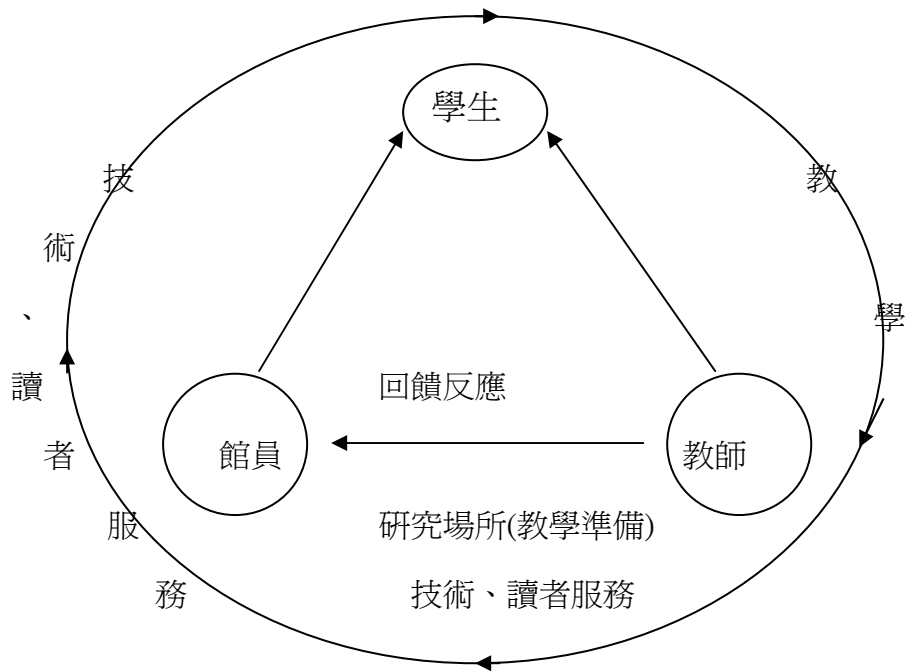 學生
技術、讀者服務
教學
回饋反應
館員
教師
研究場所(教學準備)
技術、讀者服務